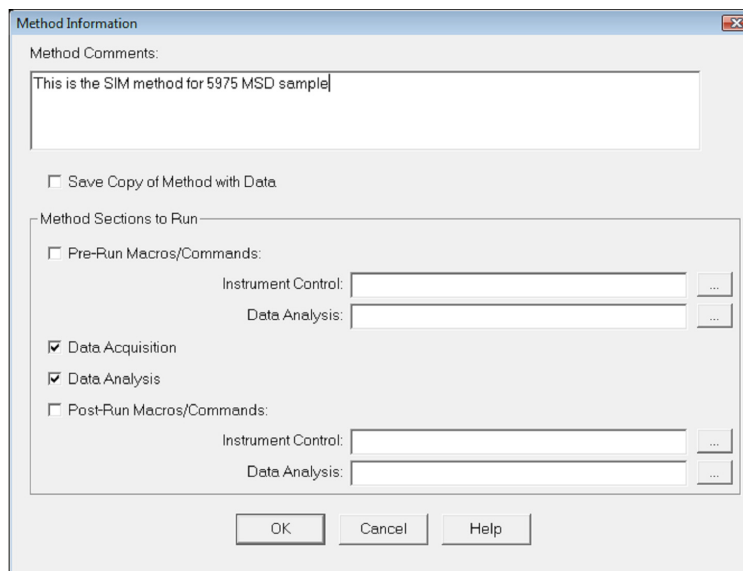 Method Information
Method Comments:
This is the SIM method for 5975 MSD sample
Save Copy of Method with Data
Method Sections to Run
Pre-Run Macros/Commands:
Instrument Control:
...
Data Analysis:
...
Data Acquisition
Data Analysis
Post-Run Macros/Commands:
Instrument Control:
...
Data Analysis:
...
OK Cancel Help